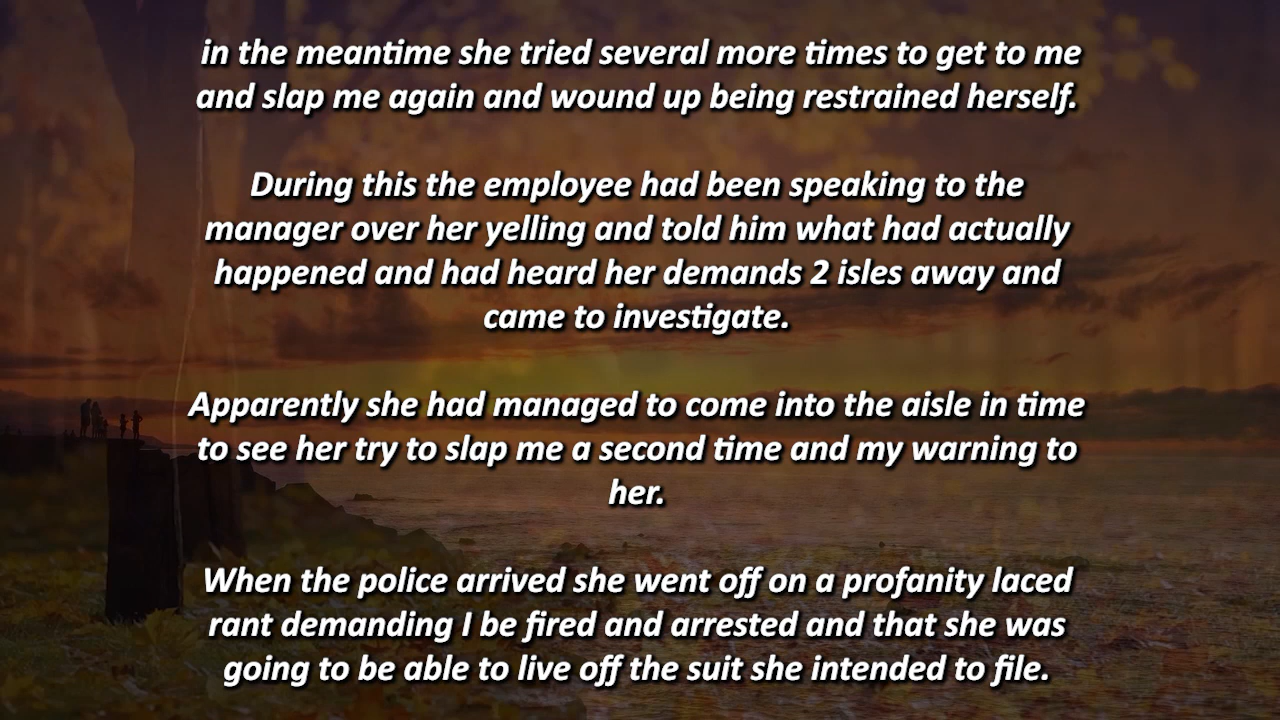 in the meantime she tried several more times to get to me
and slap me again and wound up being restrained herself.
During this the employee had been speaking to the
manager over her yelling and told him what had actually
happened and had heard her demands 2 isles away and
came to investigate.
Apparently she had managed to come into the aisle in time
to see her try to slap me a second time and my warning to
her.
When the police arrived she went off on a profanity laced
rant demanding I be fired and arrested and that she was
going to be able to live off the suit she intended to file.